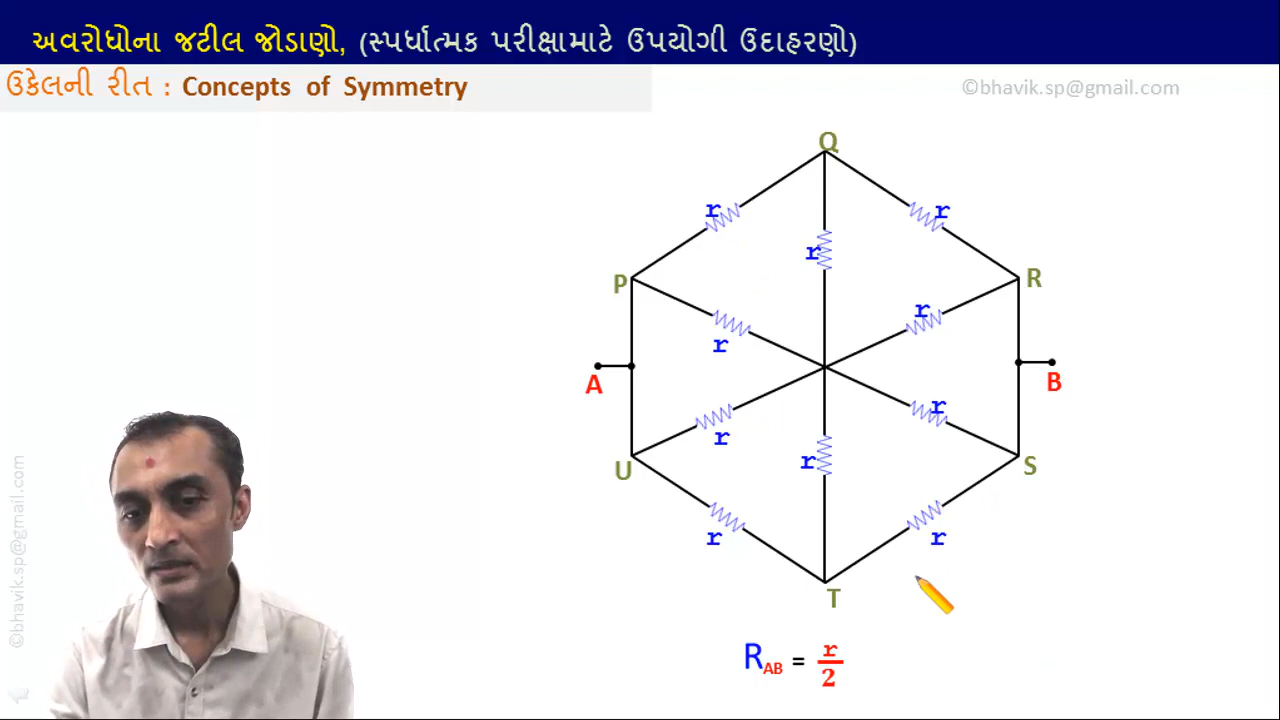 અવરોધોના જટીલ જોડાણો, (સ્પર્ધાત્મક પરીક્ષામાટે ઉપયોગી ઉદાહરણો)
ઉકેલની રીત : Concepts of Symmetry
©bhavik.sp@gmail.com
Q
r
r
r
P
R
r
r
A
B
r
r
U
S
r
r
r
T
R AB = r/2
©bhavik.sp@gmail.com